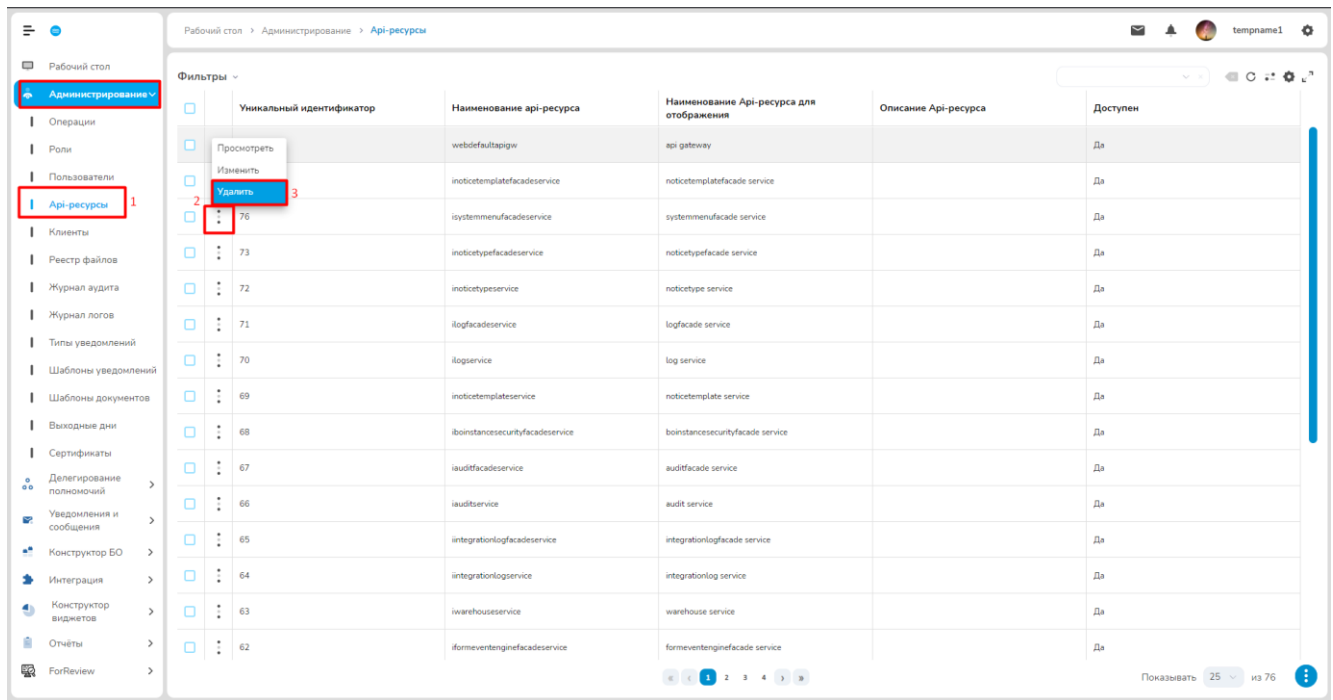 Рабочий стол > Администрирование > Api-ресурсы
tempname1
Рабочий стол
Администрирование
Операции
Роли
Пользователи
Api-ресурсы 1
Клиенты
Реестр файлов
Журнал аудита
Журнал логов
Типы уведомлений
Шаблоны уведомлений
Шаблоны документов
Выходные дни
Сертификаты
Делегирование
полномочий
Уведомления и
сообщения
Конструктор БО
Интеграция
Конструктор
виджетов
Отчёты
ForReview
Фильтры
Уникальный идентификатор Наименование api-ресурса Наименование Api-ресурса для отображения Описание Api-ресурса Доступен
webdefaultapigw api gateway Да
Просмотреть
Изменить
Удалить 3
2
inoticetemplatefacadeservice noticetemplatefacade service Да
76 isystemmenufacadeservice systemmenufacade service Да
73 inoticetypefacadeservice noticetypefacade service Да
72 inoticetypeservice noticetype service Да
71 ilogfacadeservice logfacade service Да
70 ilogservice log service Да
69 inoticetemplateservice noticetemplate service Да
68 iboinstancesecurityfacadeservice boinstancesecurityfacade service Да
67 iauditfacadeservice auditfacade service Да
66 iauditservice audit service Да
65 iintegrationlogfacadeservice integrationlogfacade service Да
64 iintegrationlogservice integrationlog service Да
63 iwarehouseservice warehouse service Да
62 iformeventenginefacadeservice formeventenginefacade service Да
« ‹ 1 2 3 4 › »
Показывать 25 из 76